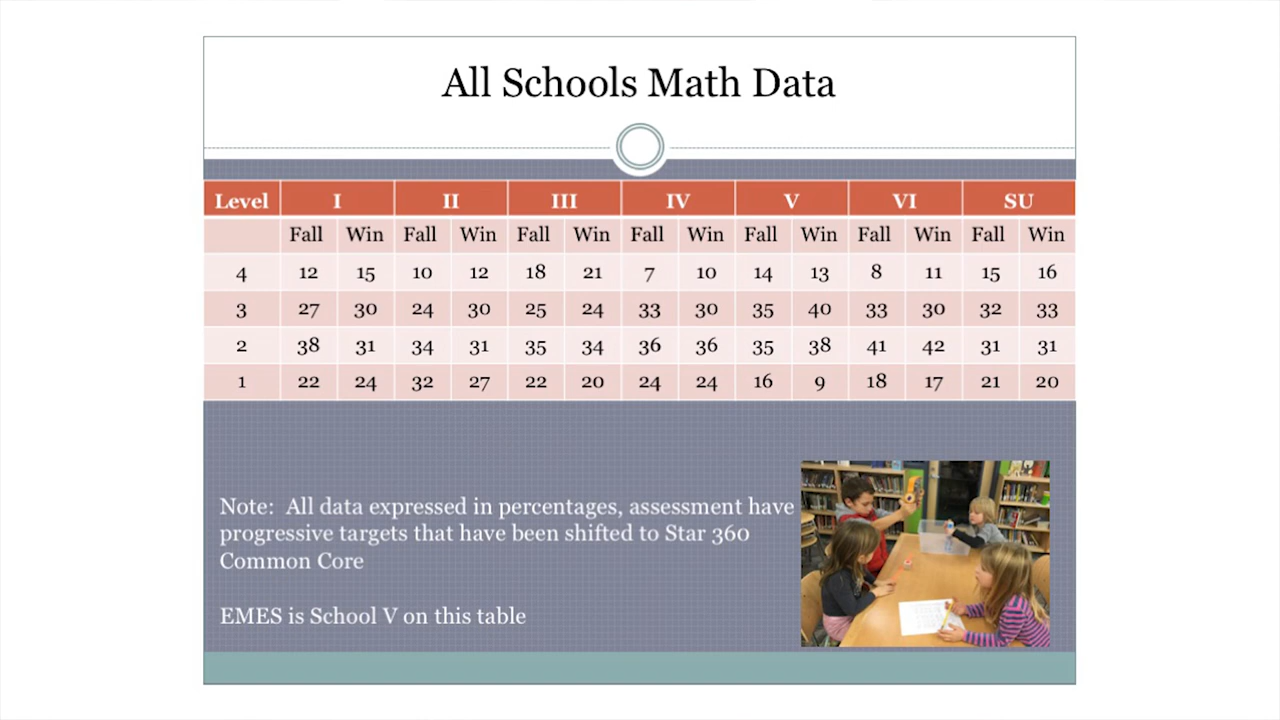 All Schools Math Data
Level I II III IV V VI SU
Fall Win Fall Win Fall Win Fall Win Fall Win Fall Win Fall Win
4 12 15 10 12 18 21 7 10 14 13 8 11 15 16
3 27 30 24 30 25 24 33 30 35 40 33 30 32 33
2 38 31 34 31 35 34 36 36 35 38 41 42 31 31
1 22 24 32 27 22 20 24 24 16 9 18 17 21 20
Note: All data expressed in percentages, assessment have
progressive targets that have been shifted to Star 360
Common Core
EMES is School V on this table